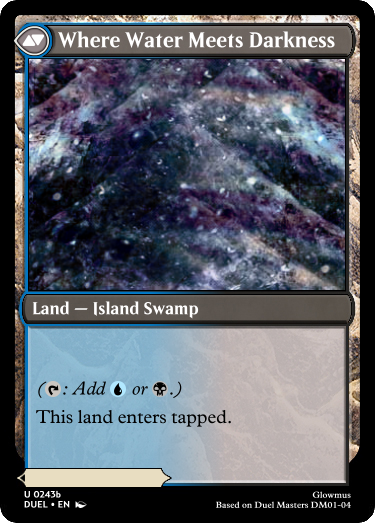 Where Water Meets Darkness
Land — Island Swamp
(: Add or .)
This land enters tapped.
U 0243b
DUEL • EN
Glowmus
Based on Duel Masters DM01-04